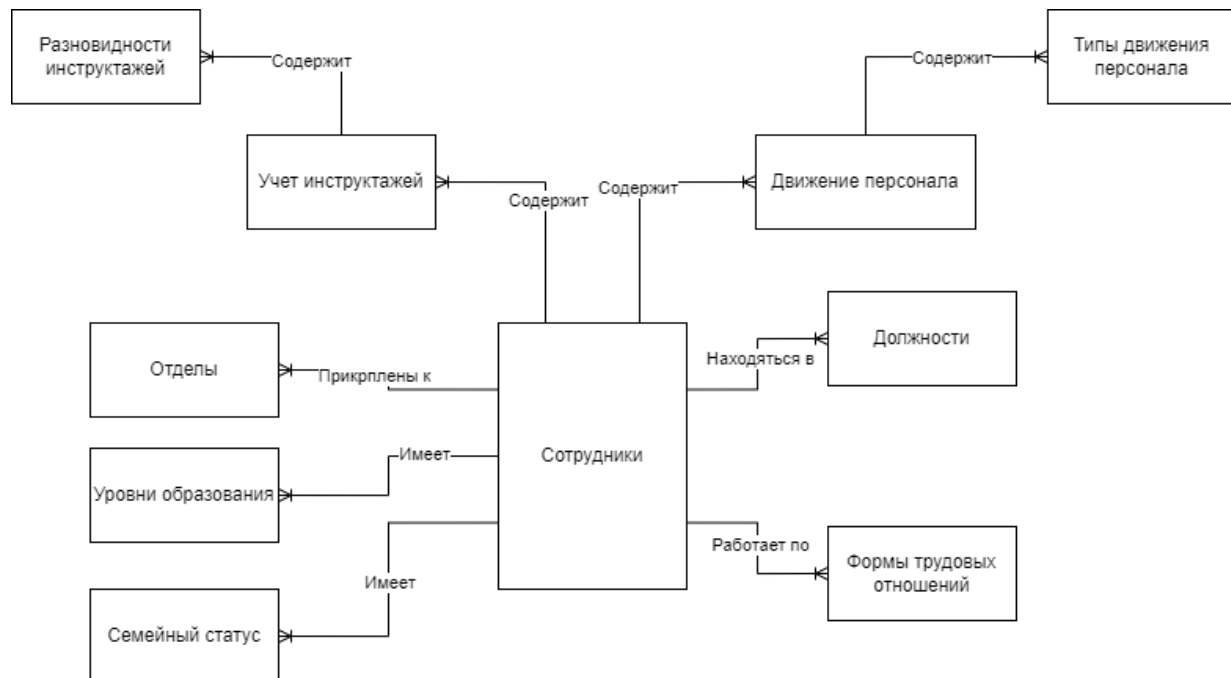 Разновидности
инструктажей
Содержит
Содержит
Типы движения
персонала
Учет инструктажей
Содержит
Содержит
Движение персонала
Отделы
Прикрплены к
Находяться в
Должности
Уровни образования
Имеет
Сотрудники
Работает по
Формы трудовых
отношений
Семейный статус
Имеет